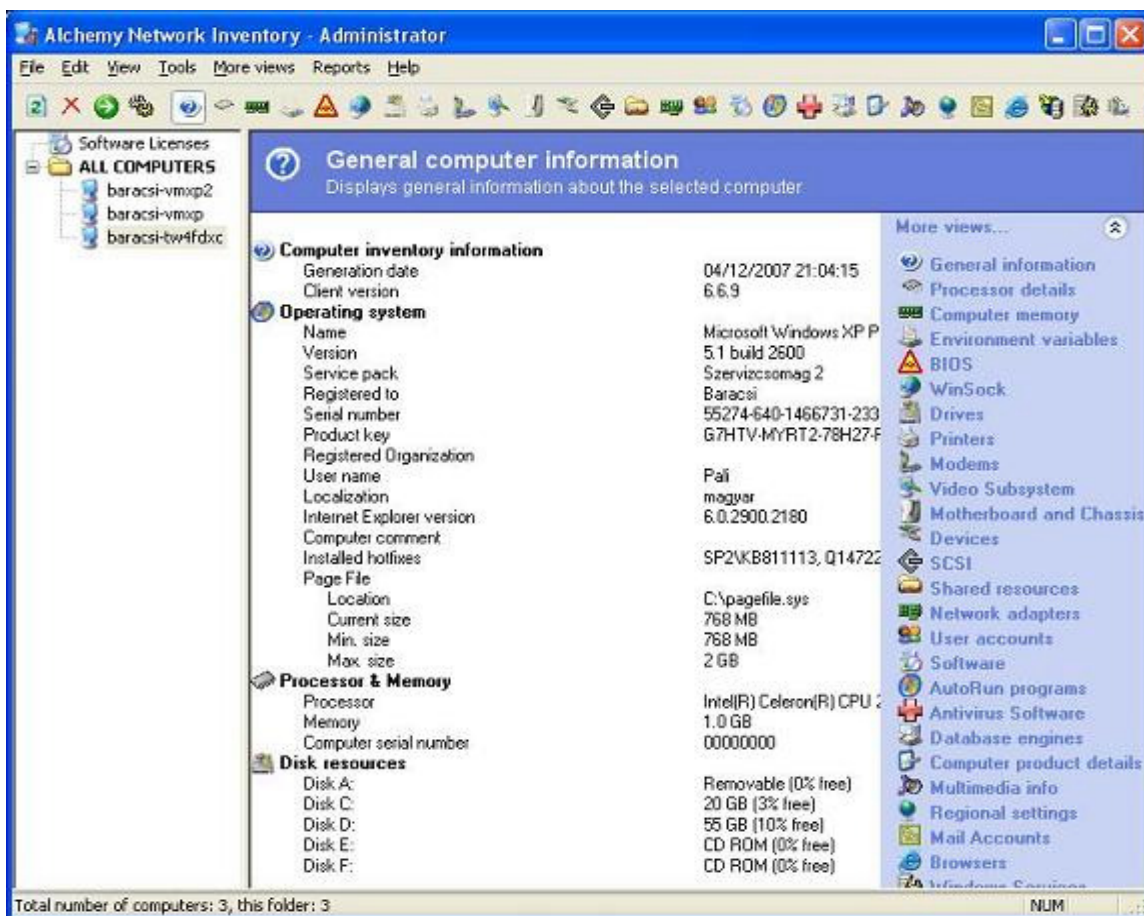 Alchemy Network Inventory - Administrator
File Edit View Tools More views Reports Help
Software Licenses
ALL COMPUTERS
baracsi-vmxp2
baracsi-vmxp
baracsi-tw4fdxc
General computer information
Displays general information about the selected computer
Computer inventory information
Generation date 04/12/2007 21:04:15
Client version 6.6.9
Operating system
Name Microsoft Windows XP P
Version 5.1 build 2600
Service pack Szervizcsomag 2
Registered to Baracsi
Serial number 55274-640-1466731-233
Product key G7HTV-MYRT2-78H27-F
Registered Organization
User name Pali
Localization magyar
Internet Explorer version 6.0.2900.2180
Computer comment
Installed hotfixes SP2\KB811113, Q14722
Page File
Location C:\pagefile.sys
Current size 768 MB
Min. size 768 MB
Max. size 2 GB
Processor & Memory
Processor Intel(R) Celeron(R) CPU 2
Memory 1.0 GB
Computer serial number 00000000
Disk resources
Disk A: Removable (0% free)
Disk C: 20 GB (3% free)
Disk D: 55 GB (10% free)
Disk E: CD ROM (0% free)
Disk F: CD ROM (0% free)
More views...
General information
Processor details
Computer memory
Environment variables
BIOS
WinSock
Drives
Printers
Modems
Video Subsystem
Motherboard and Chassis
Devices
SCSI
Shared resources
Network adapters
User accounts
Software
AutoRun programs
Antivirus Software
Database engines
Computer product details
Multimedia info
Regional settings
Mail Accounts
Browsers
Windows Services
Total number of computers: 3, this folder: 3 NUM